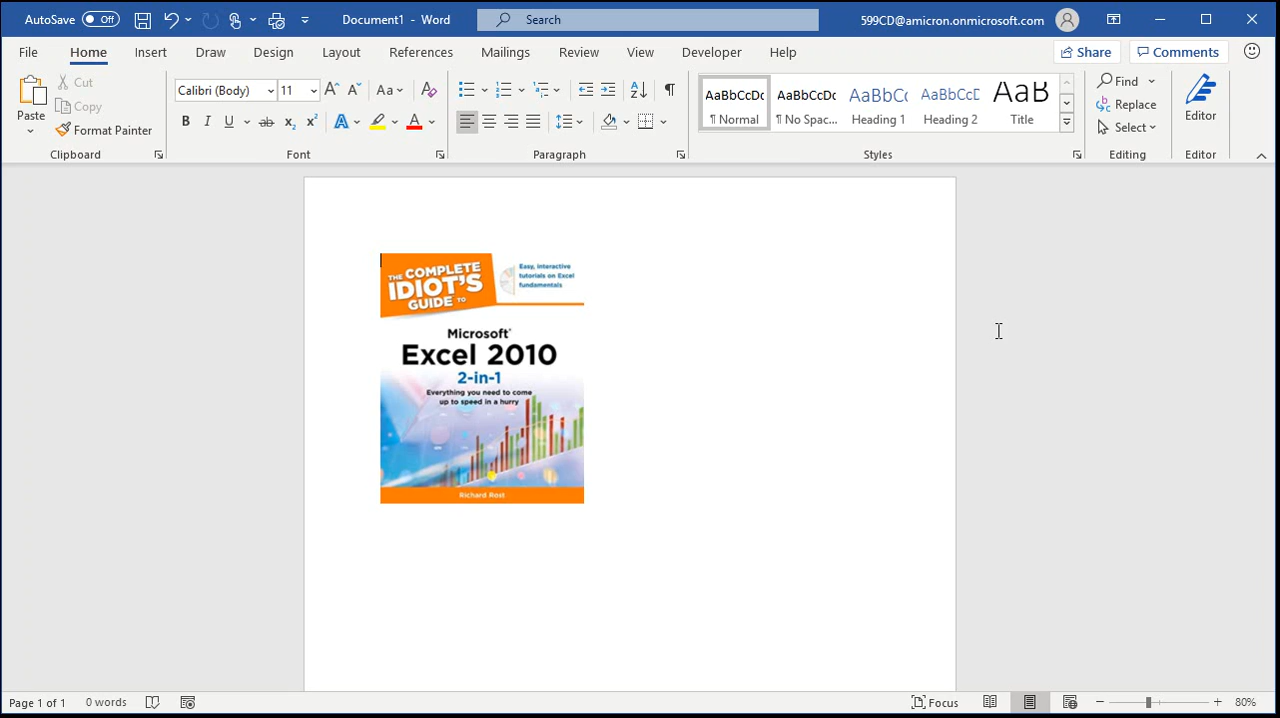 AutoSave Off Document1 - Word Search 599CD@amicron.onmicrosoft.com
File Home Insert Draw Design Layout References Mailings Review View Developer Help Share Comments
Paste Cut Copy Format Painter
Clipboard
Calibri (Body) 11
Font
Paragraph
AaBbCcDc AaBbCcDc AaBbCc AaBbCcE AaB
¶ Normal ¶ No Spac... Heading 1 Heading 2 Title
Styles
Find
Replace
Select
Editing
Editor
Editor
THE COMPLETE
IDIOT'S
GUIDE TO
Easy, interactive
tutorials on Excel
fundamentals
Microsoft®
Excel 2010
2-in-1
Everything you need to come
up to speed in a hurry
Richard Rost
Page 1 of 1 0 words Focus 80%